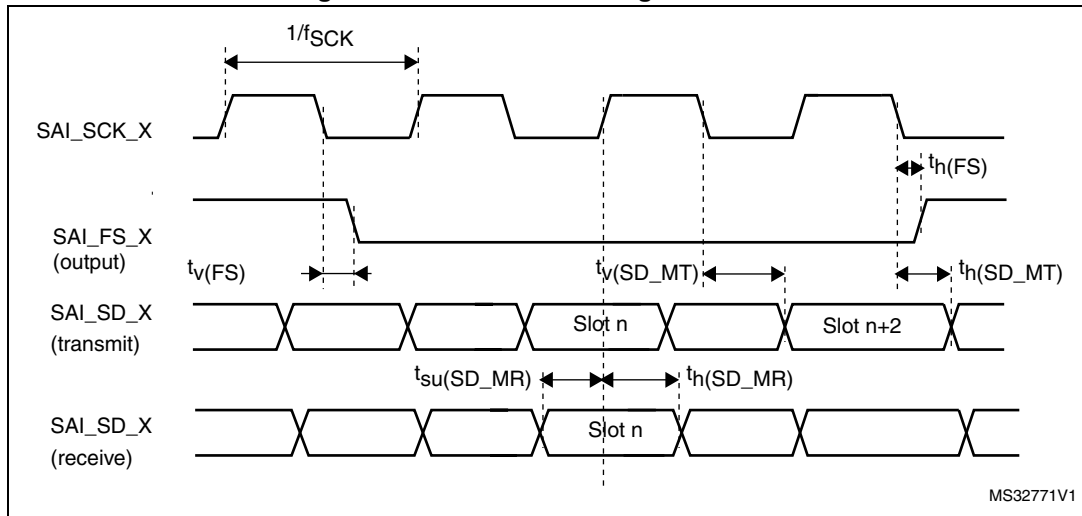 1/fSCK
SAI_SCK_X
th(FS)
SAI_FS_X
(output)
tv(FS)
tv(SD_MT)
th(SD_MT)
SAI_SD_X
(transmit)
Slot n
Slot n+2
tsu(SD_MR)
th(SD_MR)
SAI_SD_X
(receive)
Slot n
MS32771V1